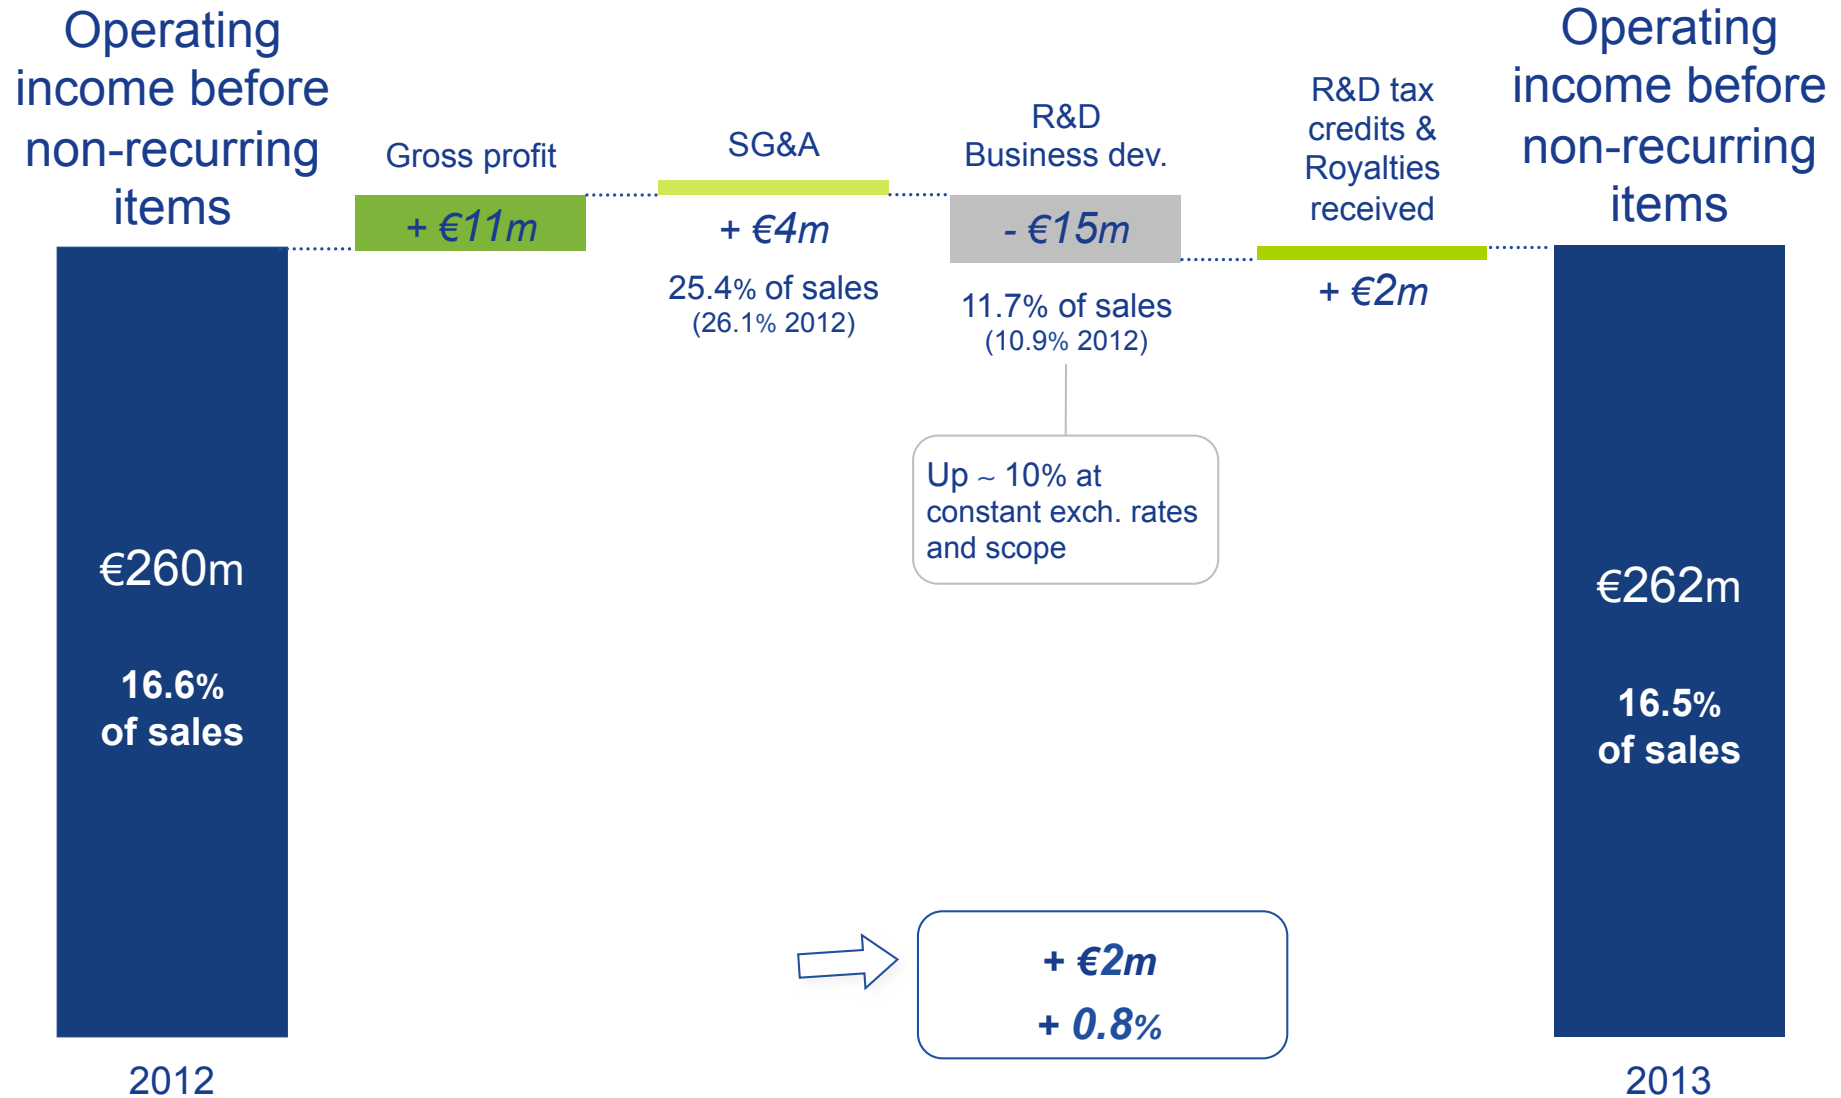 Operating
income before
non-recurring
items
€260m
16.6%
of sales
2012
Gross profit
+ €11m
SG&A
+ €4m
25.4% of sales
(26.1% 2012)
R&D
Business dev.
- €15m
11.7% of sales
(10.9% 2012)
Up ~ 10% at
constant exch. rates
and scope
R&D tax
credits &
Royalties
received
+ €2m
+ €2m
+ 0.8%
Operating
income before
non-recurring
items
€262m
16.5%
of sales
2013